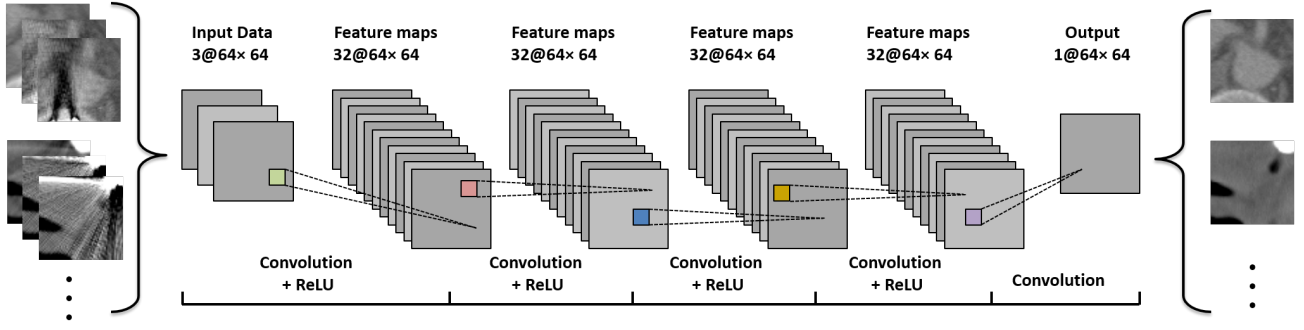 Input Data
3@64× 64
Feature maps
32@64× 64
Feature maps
32@64× 64
Feature maps
32@64× 64
Feature maps
32@64× 64
Output
1@64× 64
Convolution
+ ReLU
Convolution
+ ReLU
Convolution
+ ReLU
Convolution
+ ReLU
Convolution